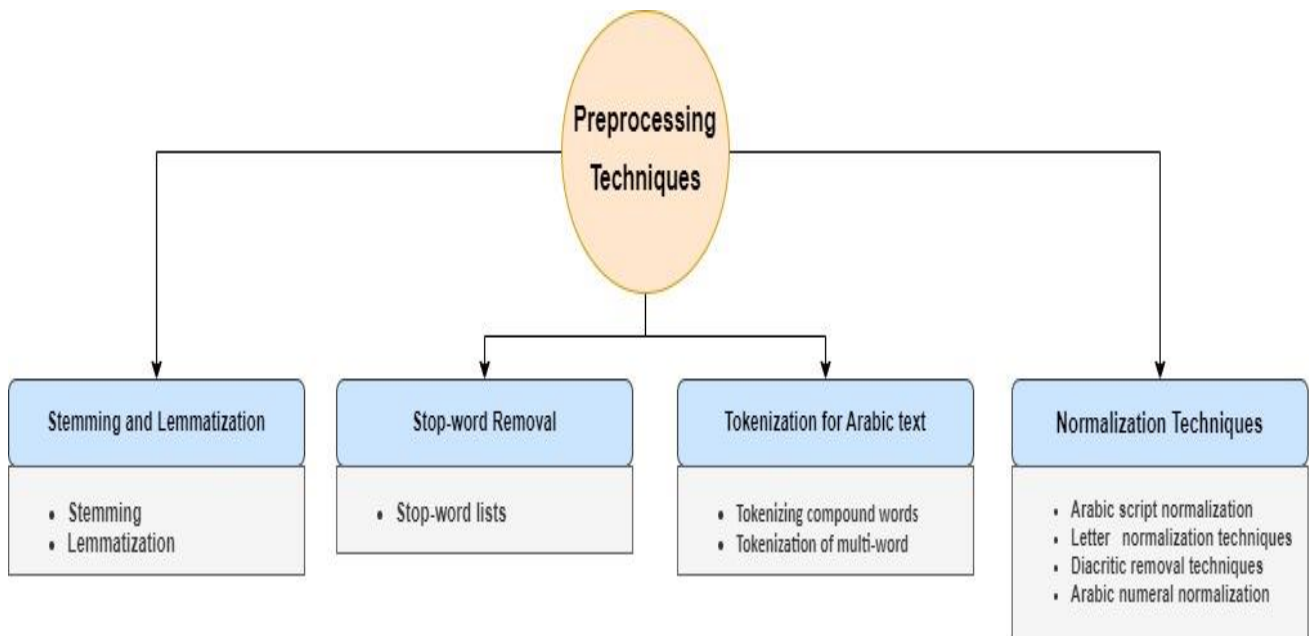 Preprocessing
Techniques
Stemming and Lemmatization
• Stemming
• Lemmatization
Stop-word Removal
• Stop-word lists
Tokenization for Arabic text
• Tokenizing compound words
• Tokenization of multi-word
Normalization Techniques
• Arabic script normalization
• Letter normalization techniques
• Diacritic removal techniques
• Arabic numeral normalization